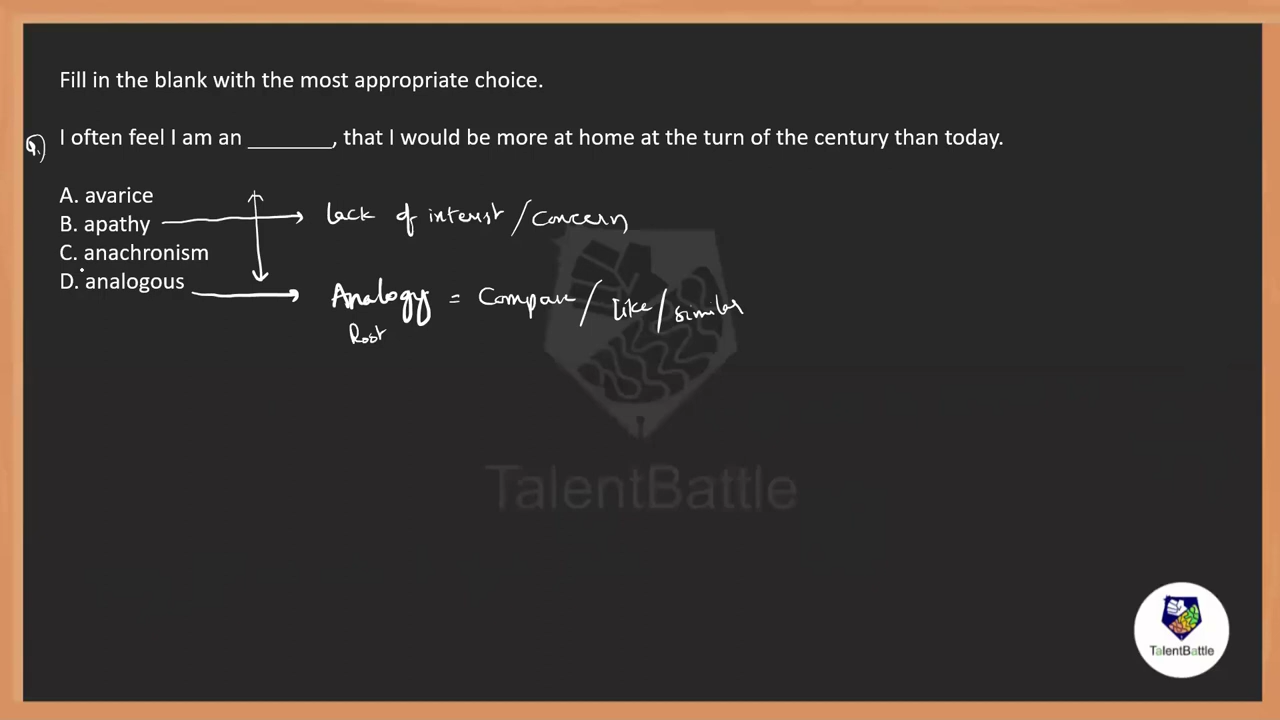 Fill in the blank with the most appropriate choice.
Q.) I often feel I am an _______, that I would be more at home at the turn of the century than today.
A. avarice
B. apathy
lack of interest/concern
C. anachronism
D. analogous
Analogy = Compare/like/similar
Root
TalentBattle
TalentBattle